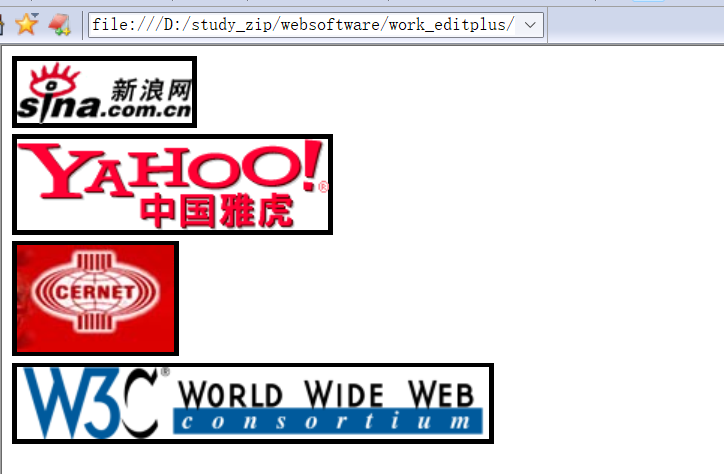 file:///D:/study_zip/websoftware/work_editplus/
新浪网
sina.com.cn
YAHOO!®
中国雅虎
CERNET
W3C® WORLD WIDE WEB
consortium